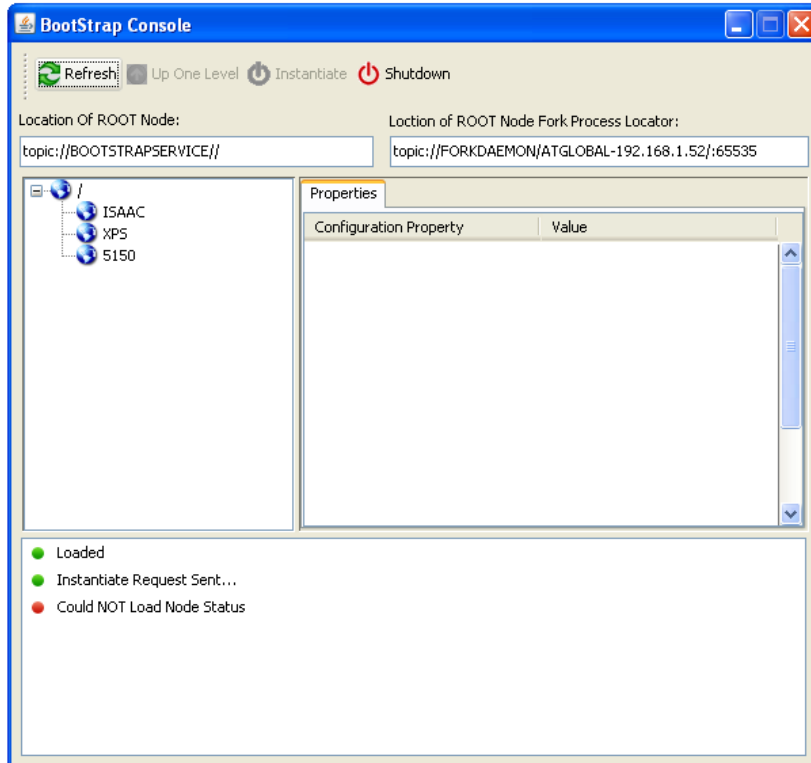 BootStrap Console
Refresh Up One Level Instantiate Shutdown
Location Of ROOT Node: Loction of ROOT Node Fork Process Locator:
topic://BOOTSTRAPSERVICE// topic://FORKDAEMON/ATGLOBAL-192.168.1.52/:65535
/
ISAAC
XPS
5150
Properties
Configuration Property Value
Loaded
Instantiate Request Sent...
Could NOT Load Node Status